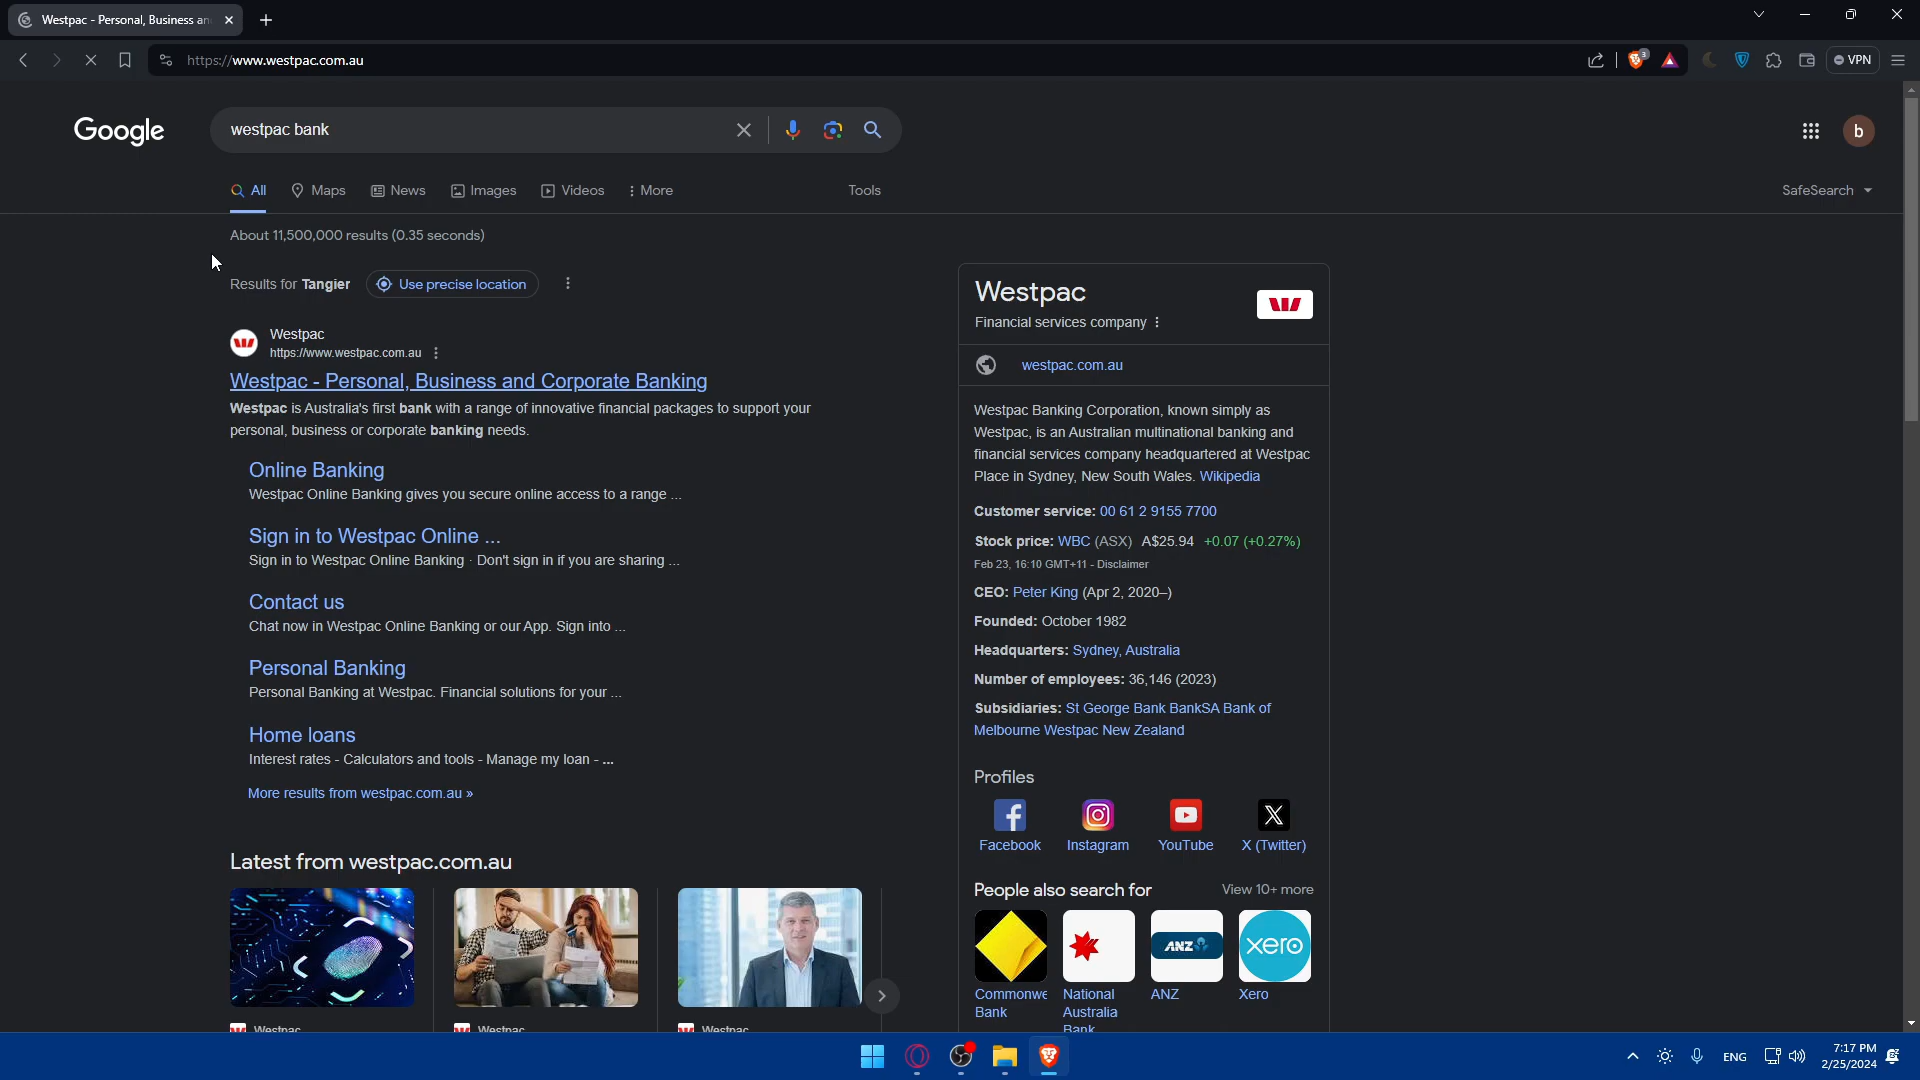 Westpac - Personal, Business an
https://www.westpac.com.au
3
VPN
Google
westpac bank
b
All
Maps
News
Images
Videos
More
Tools
SafeSearch
About 11,500,000 results (0.35 seconds)
Results for Tangier
Use precise location
Westpac
https://www.westpac.com.au
Westpac - Personal, Business and Corporate Banking
Westpac is Australia's first bank with a range of innovative financial packages to support your
personal, business or corporate banking needs.
Online Banking
Westpac Online Banking gives you secure online access to a range ...
Sign in to Westpac Online ...
Sign in to Westpac Online Banking · Don't sign in if you are sharing ...
Contact us
Chat now in Westpac Online Banking or our App. Sign into ...
Personal Banking
Personal Banking at Westpac. Financial solutions for your ...
Home loans
Interest rates - Calculators and tools - Manage my loan - ...
More results from westpac.com.au »
Latest from westpac.com.au
Westpac
Westpac
Westpac
Westpac
Financial services company
westpac.com.au
Westpac Banking Corporation, known simply as
Westpac, is an Australian multinational banking and
financial services company headquartered at Westpac
Place in Sydney, New South Wales. Wikipedia
Customer service: 00 61 2 9155 7700
Stock price: WBC (ASX) A$25.94 +0.07 (+0.27%)
Feb 23, 16:10 GMT+11 - Disclaimer
CEO: Peter King (Apr 2, 2020–)
Founded: October 1982
Headquarters: Sydney, Australia
Number of employees: 36,146 (2023)
Subsidiaries: St George Bank BankSA Bank of
Melbourne Westpac New Zealand
Profiles
Facebook
Instagram
YouTube
X (Twitter)
People also search for
View 10+ more
ANZ
xero
Commonwe
Bank
National
Australia
Bank
ANZ
Xero
ENG
7:17 PM
2/25/2024